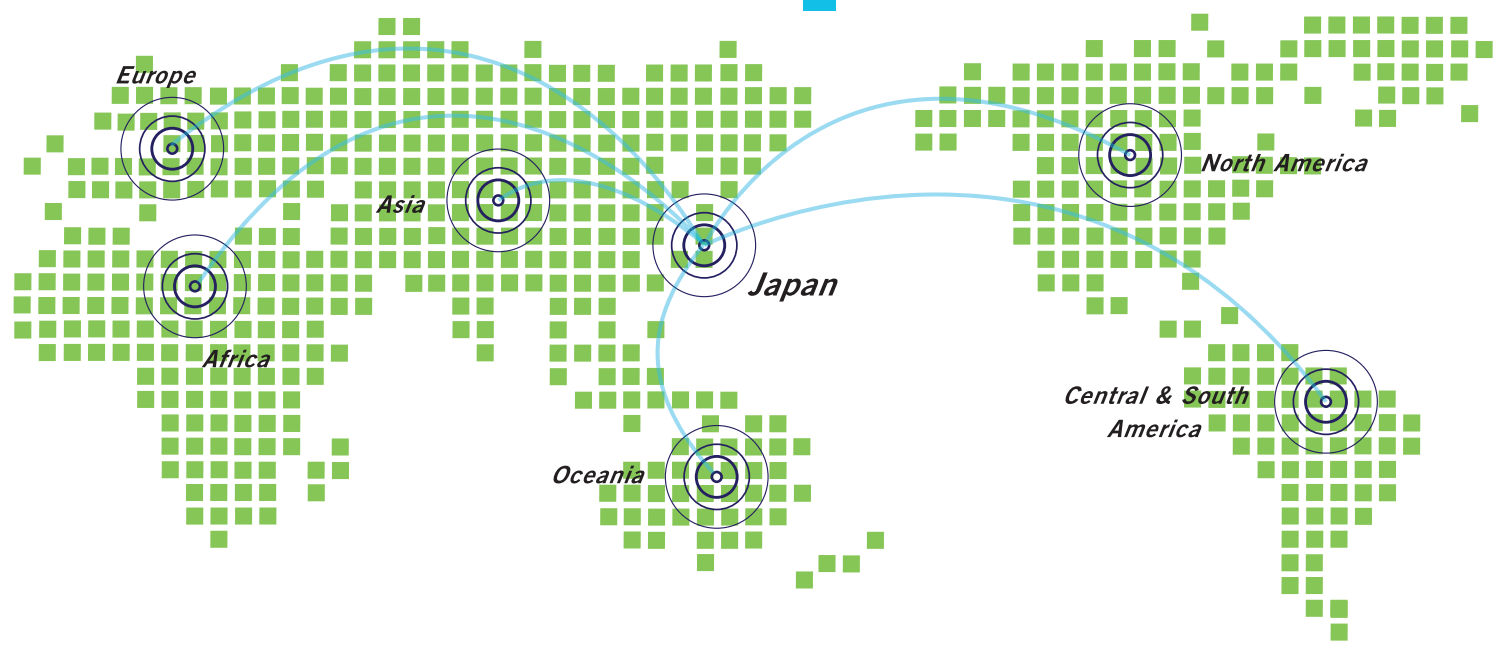 Europe
North America
Asia
Japan
Africa
Central & South
America
Oceania